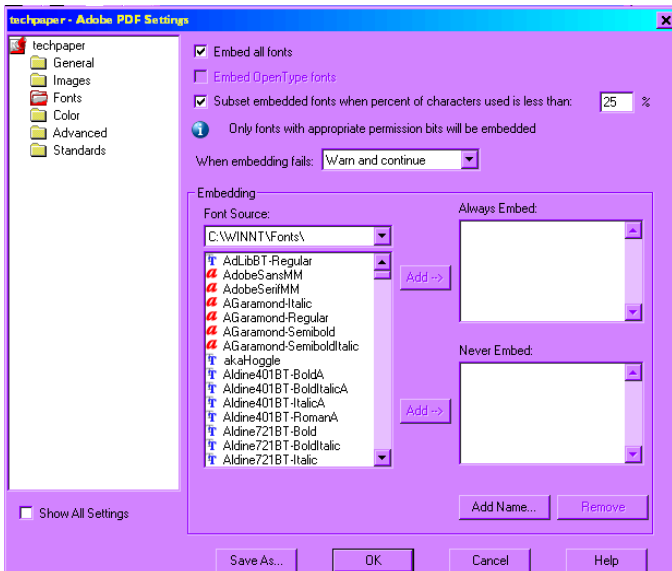 techpaper - Adobe PDF Settings
techpaper
General
Images
Fonts
Color
Advanced
Standards
Show All Settings
Embed all fonts
Embed OpenType fonts
Subset embedded fonts when percent of characters used is less than: 25 %
Only fonts with appropriate permission bits will be embedded
When embedding fails: Warn and continue
Embedding
Font Source:
C:\WINNT\Fonts\
AdLibBT-Regular
AdobeSansMM
AdobeSerifMM
AGaramond-Italic
AGaramond-Regular
AGaramond-Semibold
AGaramond-SemiboldItalic
akaHoggle
Aldine401BT-BoldA
Aldine401BT-BoldItalicA
Aldine401BT-ItalicA
Aldine401BT-RomanA
Aldine721BT-Bold
Aldine721BT-BoldItalic
Aldine721BT-Italic
Add -->
Add -->
Always Embed:
Never Embed:
Add Name... Remove
Save As... OK Cancel Help